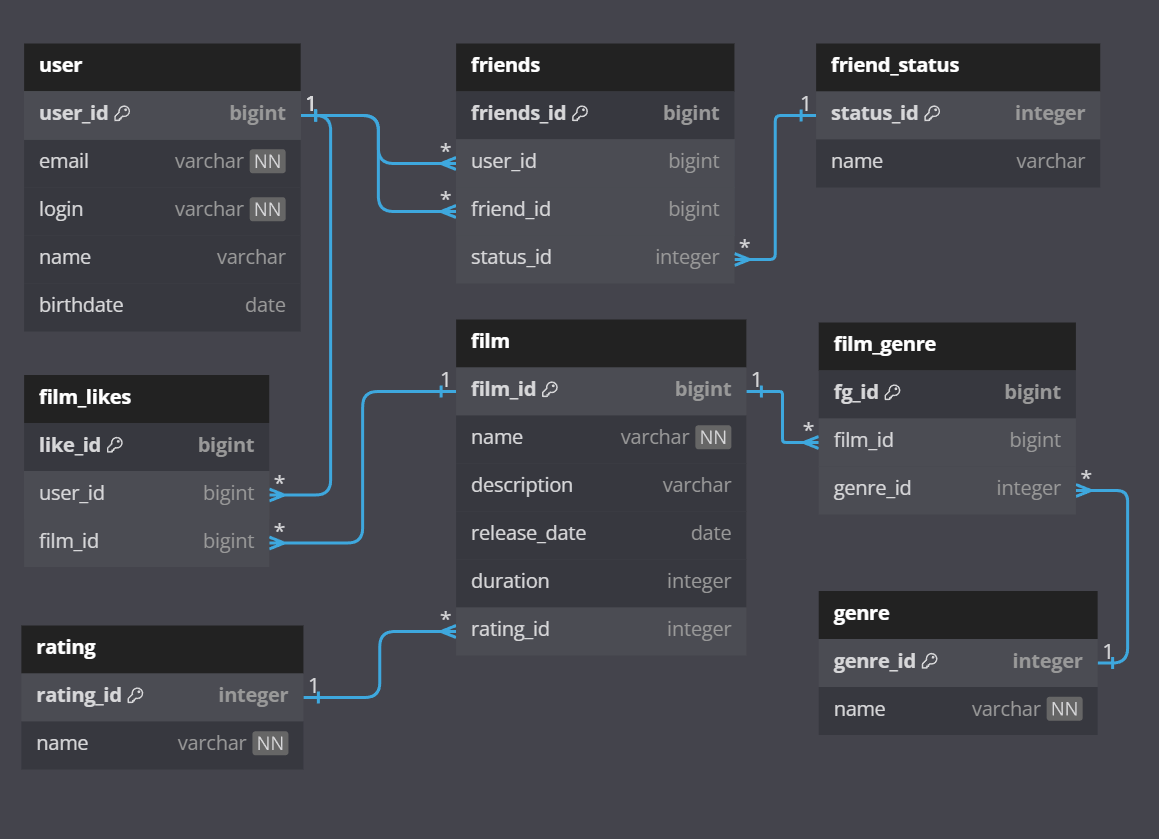 user
user_id bigint
email varchar NN
login varchar NN
name varchar
birthdate date
friends
friends_id bigint
user_id bigint
friend_id bigint
status_id integer
friend_status
status_id integer
name varchar
film_likes
like_id bigint
user_id bigint
film_id bigint
film
film_id bigint
name varchar NN
description varchar
release_date date
duration integer
rating_id integer
film_genre
fg_id bigint
film_id bigint
genre_id integer
rating
rating_id integer
name varchar NN
genre
genre_id integer
name varchar NN
1
*
*
1
*
*
*
1
1
*
*
*
1
1